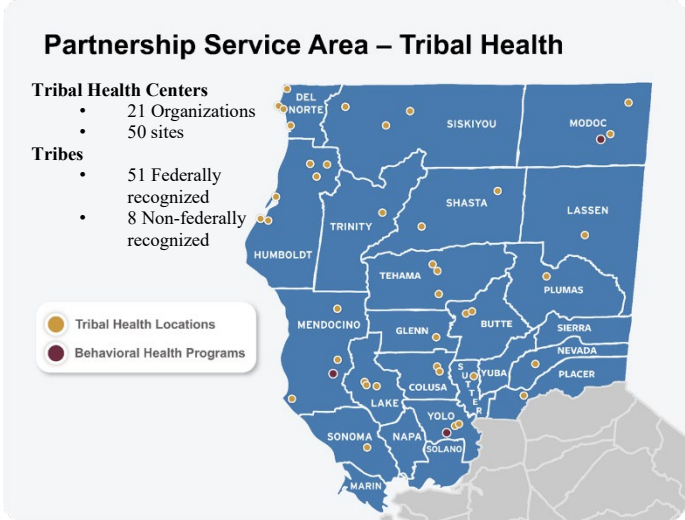 Partnership Service Area – Tribal Health
Tribal Health Centers
• 21 Organizations
• 50 sites
Tribes
• 51 Federally
recognized
• 8 Non-federally
recognized
Tribal Health Locations
Behavioral Health Programs
DEL
NORTE
SISKIYOU
MODOC
HUMBOLDT
TRINITY
SHASTA
LASSEN
TEHAMA
PLUMAS
MENDOCINO
GLENN
BUTTE
SIERRA
NEVADA
PLACER
LAKE
COLUSA
SUTTER
YUBA
SONOMA
NAPA
YOLO
SOLANO
MARIN